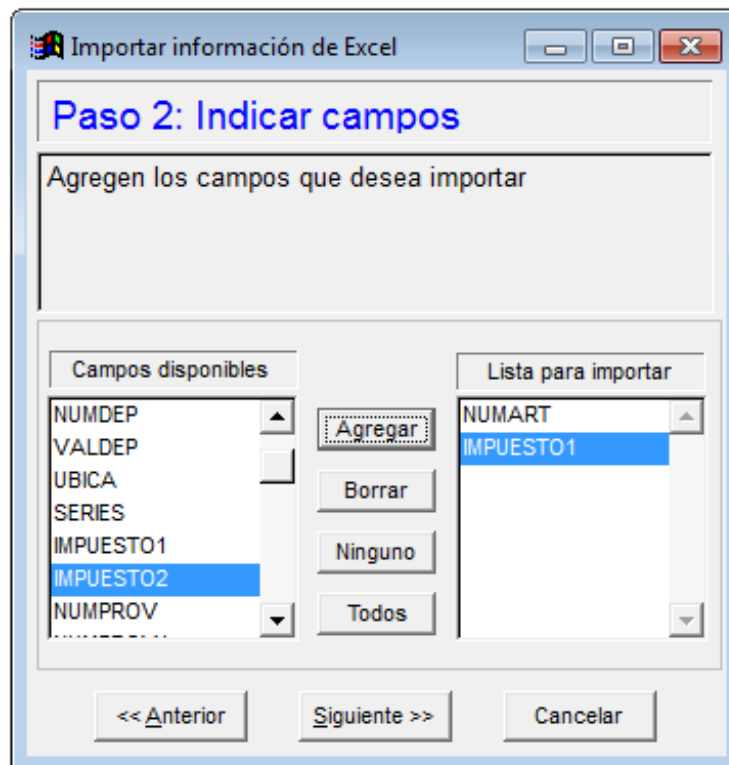 Importar información de Excel
Paso 2: Indicar campos
Agregen los campos que desea importar
Campos disponibles
NUMDEP
VALDEP
UBICA
SERIES
IMPUESTO1
IMPUESTO2
NUMPROV
Agregar
Borrar
Ninguno
Todos
Lista para importar
NUMART
IMPUESTO1
<< Anterior
Siguiente >>
Cancelar